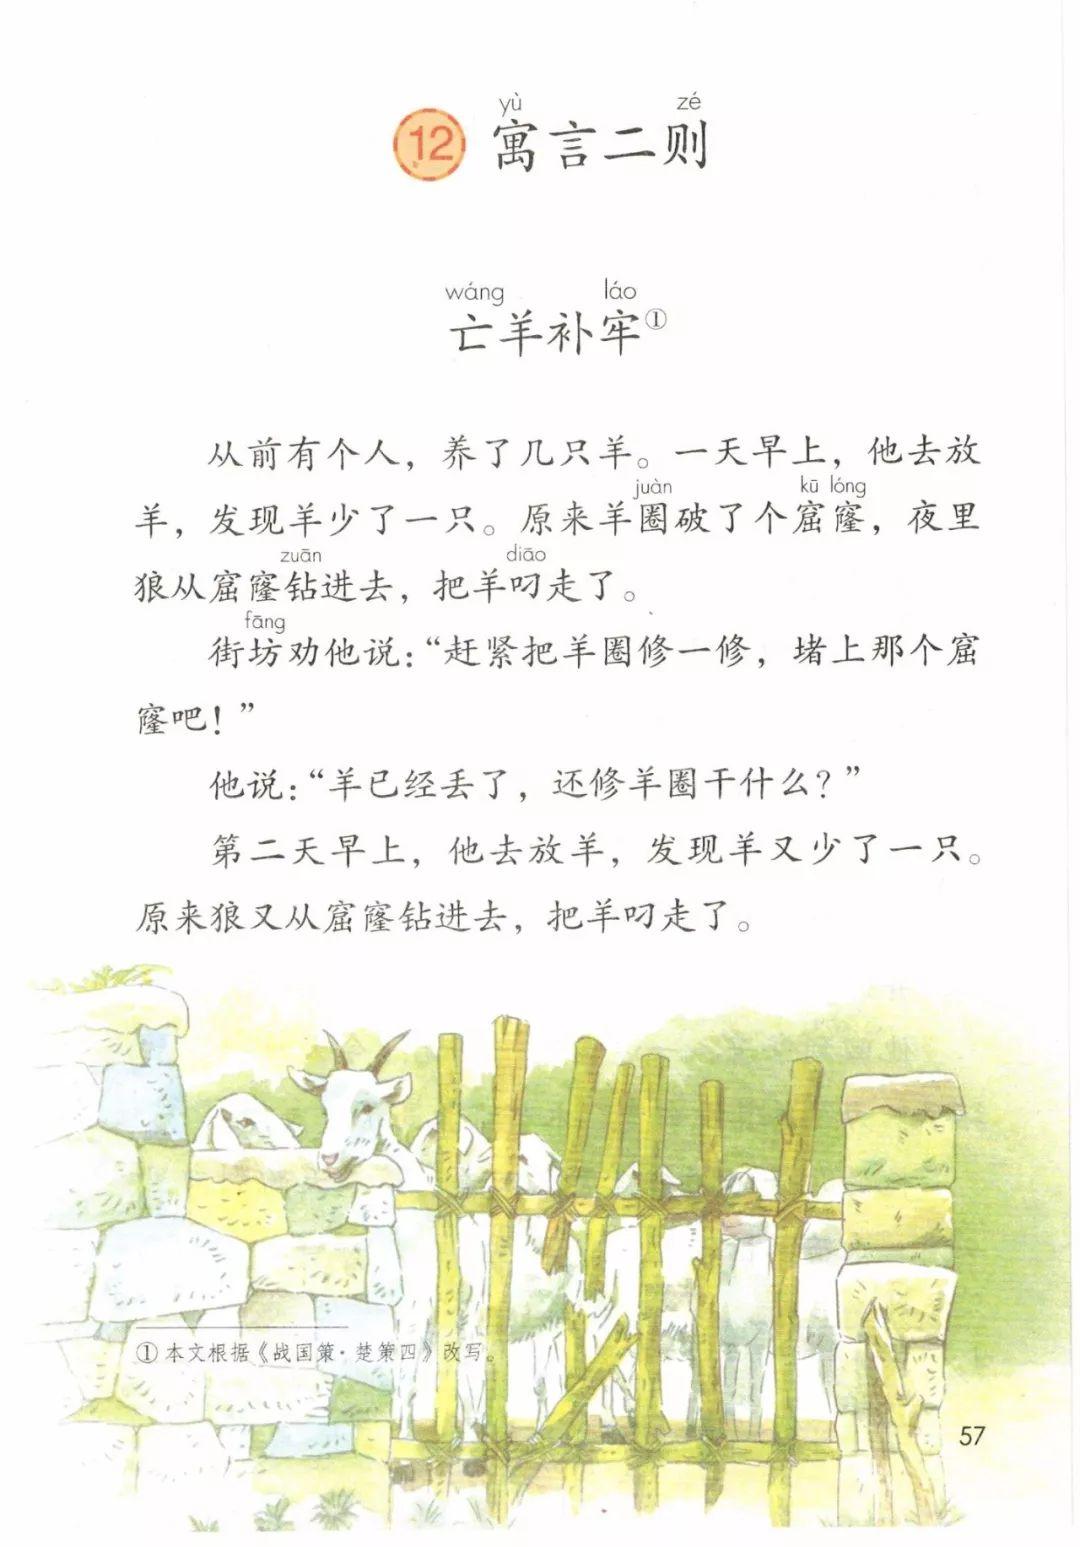 yù zé
12 寓言二则
wáng láo
亡羊补牢①
从前有个人，养了几只羊。一天早上，他去放
juàn kū lóng
羊，发现羊少了一只。原来羊圈破了个窟窿，夜里
zuān diāo
狼从窟窿钻进去，把羊叼走了。
fāng
街坊劝他说：“赶紧把羊圈修一修，堵上那个窟
窿吧！”
他说：“羊已经丢了，还修羊圈干什么？”
第二天早上，他去放羊，发现羊又少了一只。
原来狼又从窟窿钻进去，把羊叼走了。
①本文根据《战国策·楚策四》改写。
57